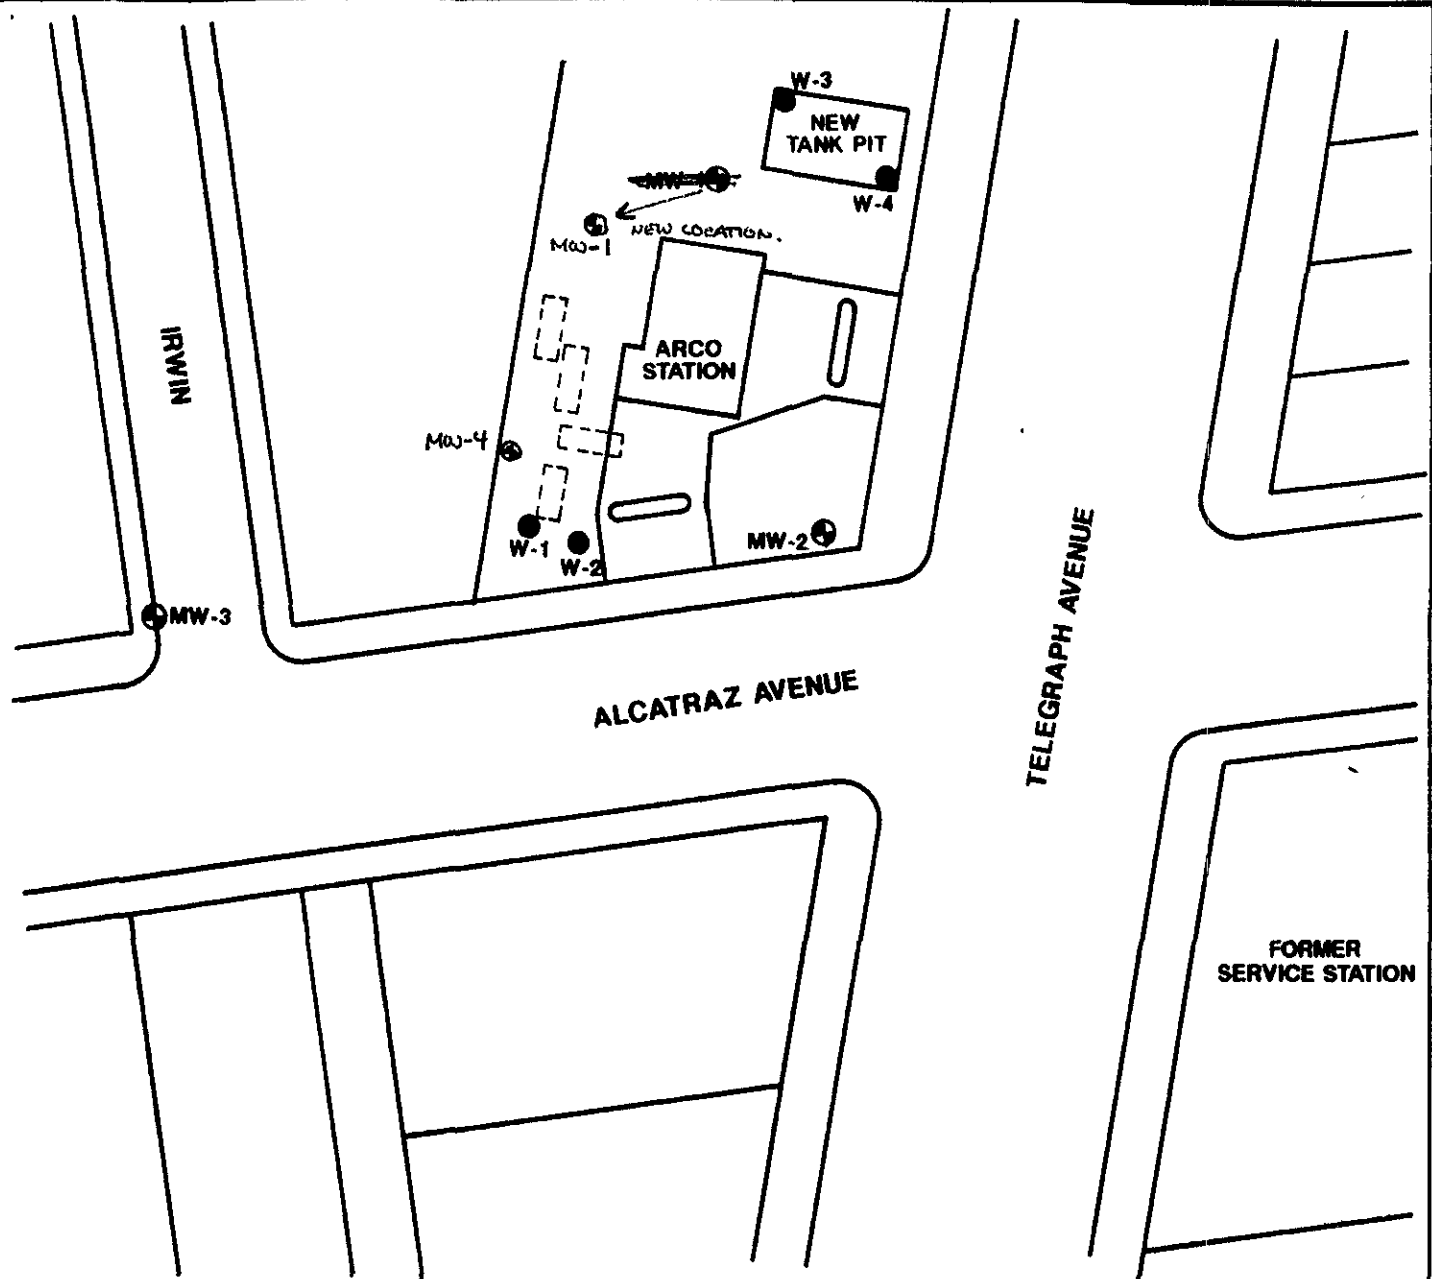 W-3
NEW
TANK PIT
MW-1
W-4
NEW LOCATION.
MW-1
IRWIN
ARCO
STATION
MW-4
W-1
W-2
MW-2
MW-3
ALCATRAZ AVENUE
TELEGRAPH AVENUE
FORMER
SERVICE STATION